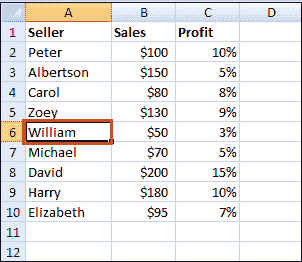 A B C D
1 Seller Sales Profit
2 Peter $100 10%
3 Albertson $150 5%
4 Carol $80 8%
5 Zoey $130 9%
6 William $50 3%
7 Michael $70 5%
8 David $200 15%
9 Harry $180 10%
10 Elizabeth $95 7%
11
12